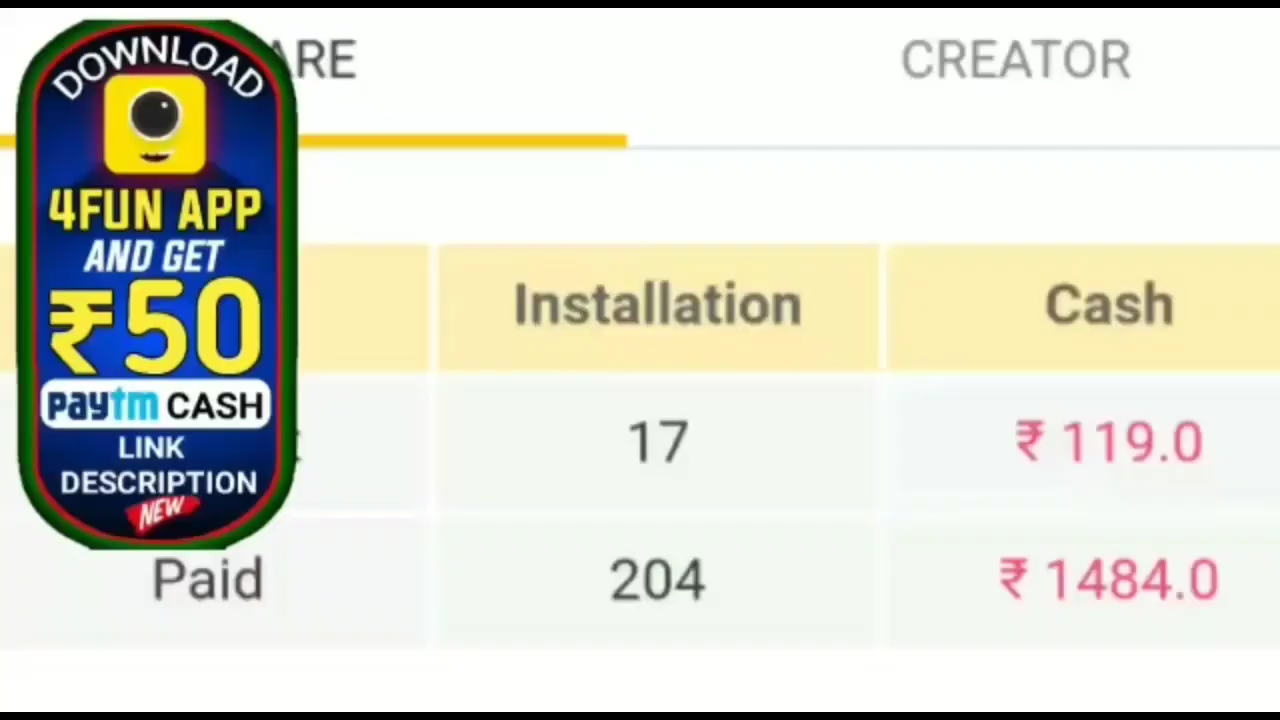 DOWNLOAD
4FUN APP
AND GET
₹50
paytm CASH
LINK
DESCRIPTION
NEW
CREATOR
Installation Cash
17 ₹ 119.0
Paid 204 ₹ 1484.0